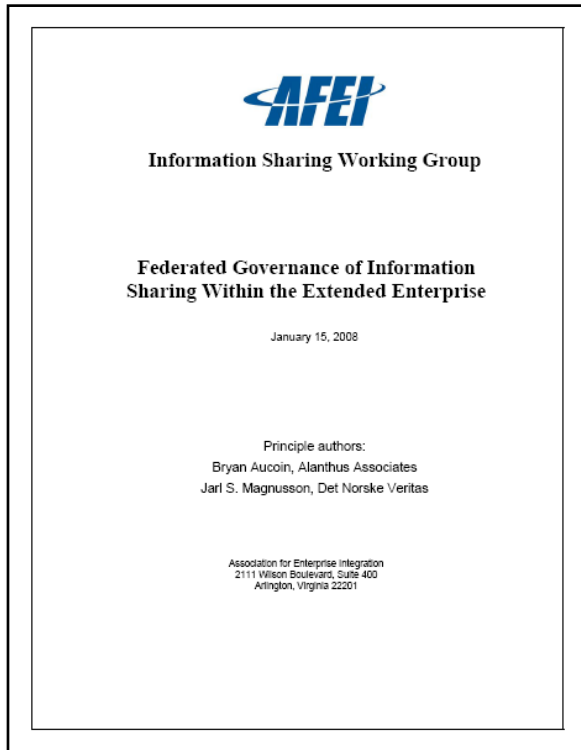 AFEI
Information Sharing Working Group
Federated Governance of Information
Sharing Within the Extended Enterprise
January 15, 2008
Principle authors:
Bryan Aucoin, Alanthus Associates
Jarl S. Magnusson, Det Norske Veritas
Association for Enterprise Integration
2111 Wilson Boulevard, Suite 400
Arlington, Virginia 22201